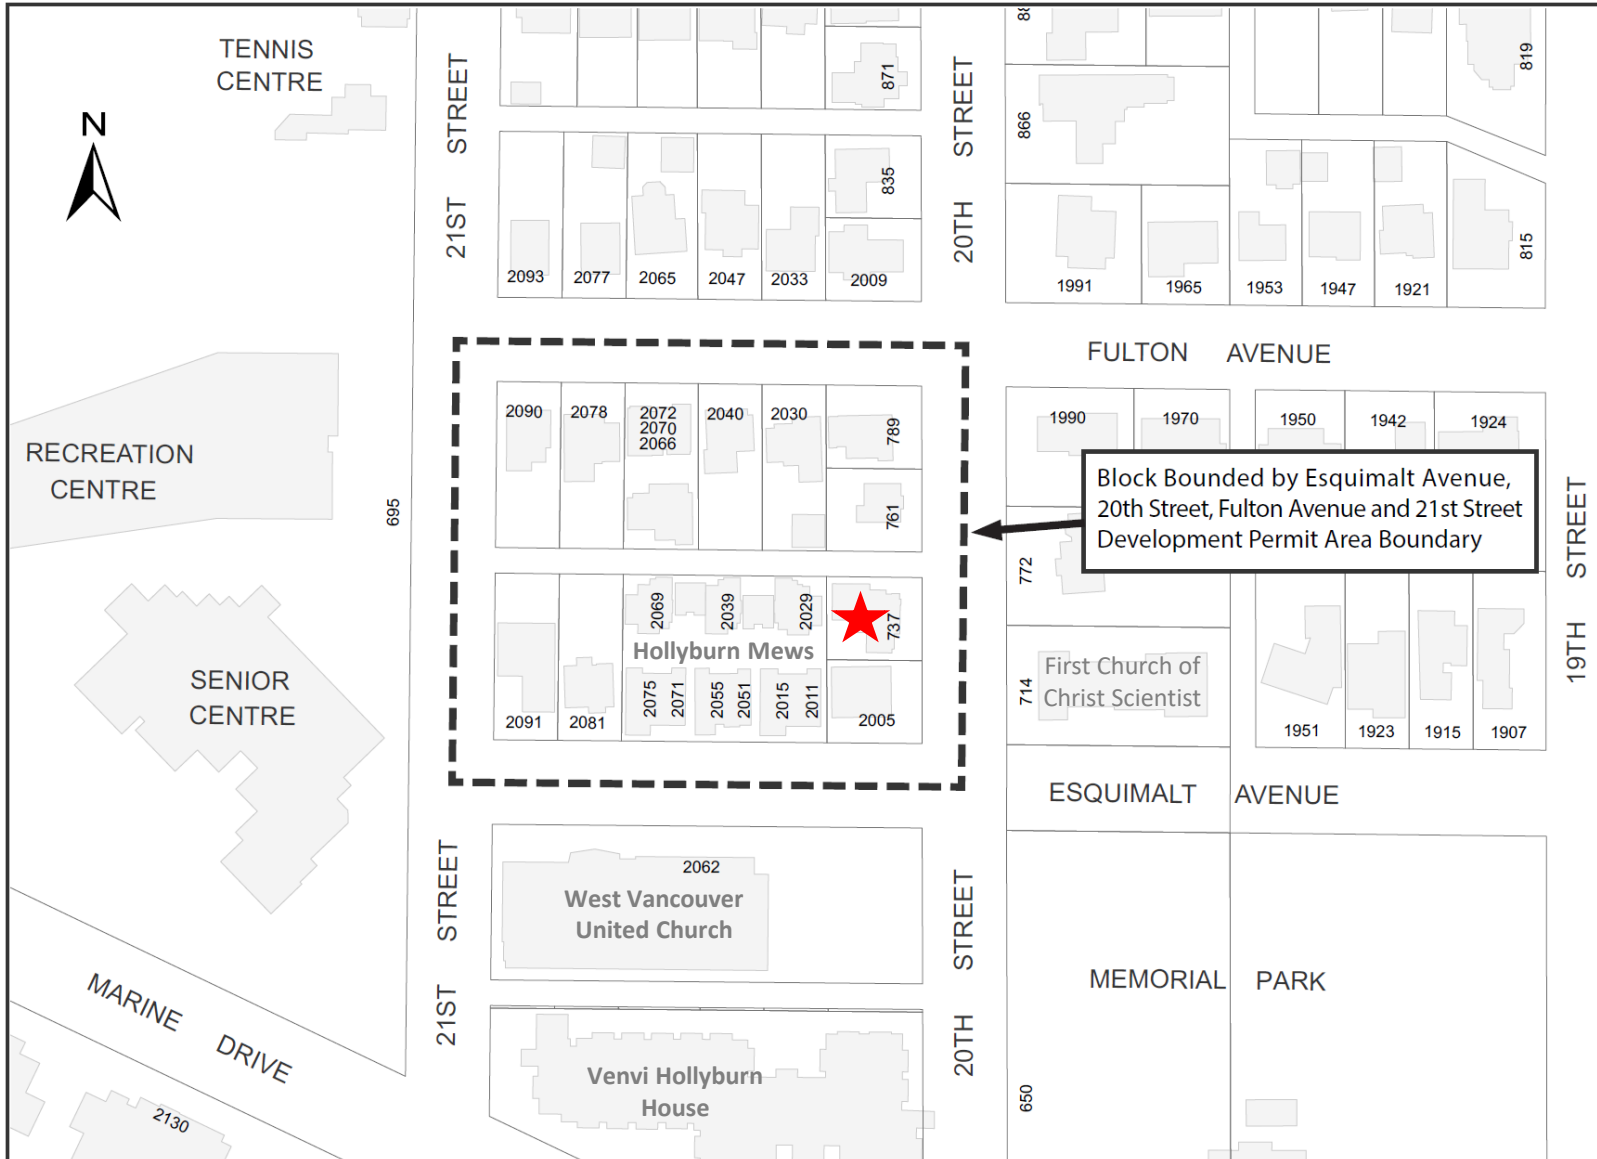 TENNIS
CENTRE
N
21ST STREET
20TH STREET
88
871
866
819
835
815
2093
2077
2065
2047
2033
2009
1991
1965
1953
1947
1921
FULTON AVENUE
2090
2078
2072
2070
2066
2040
2030
789
761
1990
1970
1950
1942
1924
RECREATION
CENTRE
695
Block Bounded by Esquimalt Avenue,
20th Street, Fulton Avenue and 21st Street
Development Permit Area Boundary
19TH STREET
772
2069
2039
2029
737
Hollyburn Mews
2075
2071
2055
2051
2015
2011
2091
2081
2005
714
First Church of
Christ Scientist
1951
1923
1915
1907
SENIOR
CENTRE
ESQUIMALT AVENUE
21ST STREET
20TH STREET
2062
West Vancouver
United Church
MEMORIAL PARK
MARINE DRIVE
Venvi Hollyburn
House
650
2130